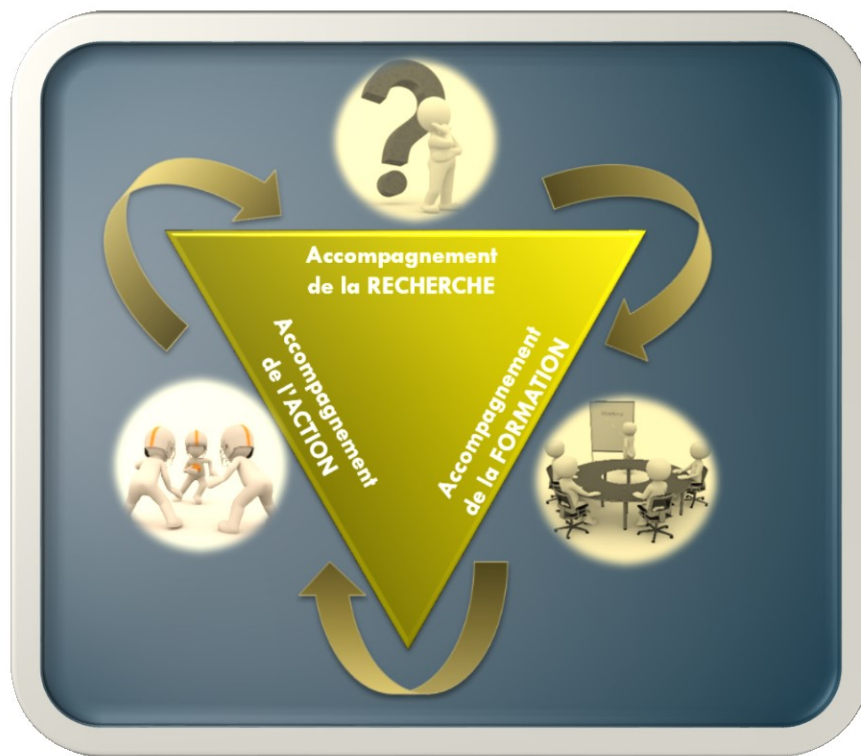 Accompagnement
de la RECHERCHE
Accompagnement
de l'ACTION
Accompagnement
de la FORMATION